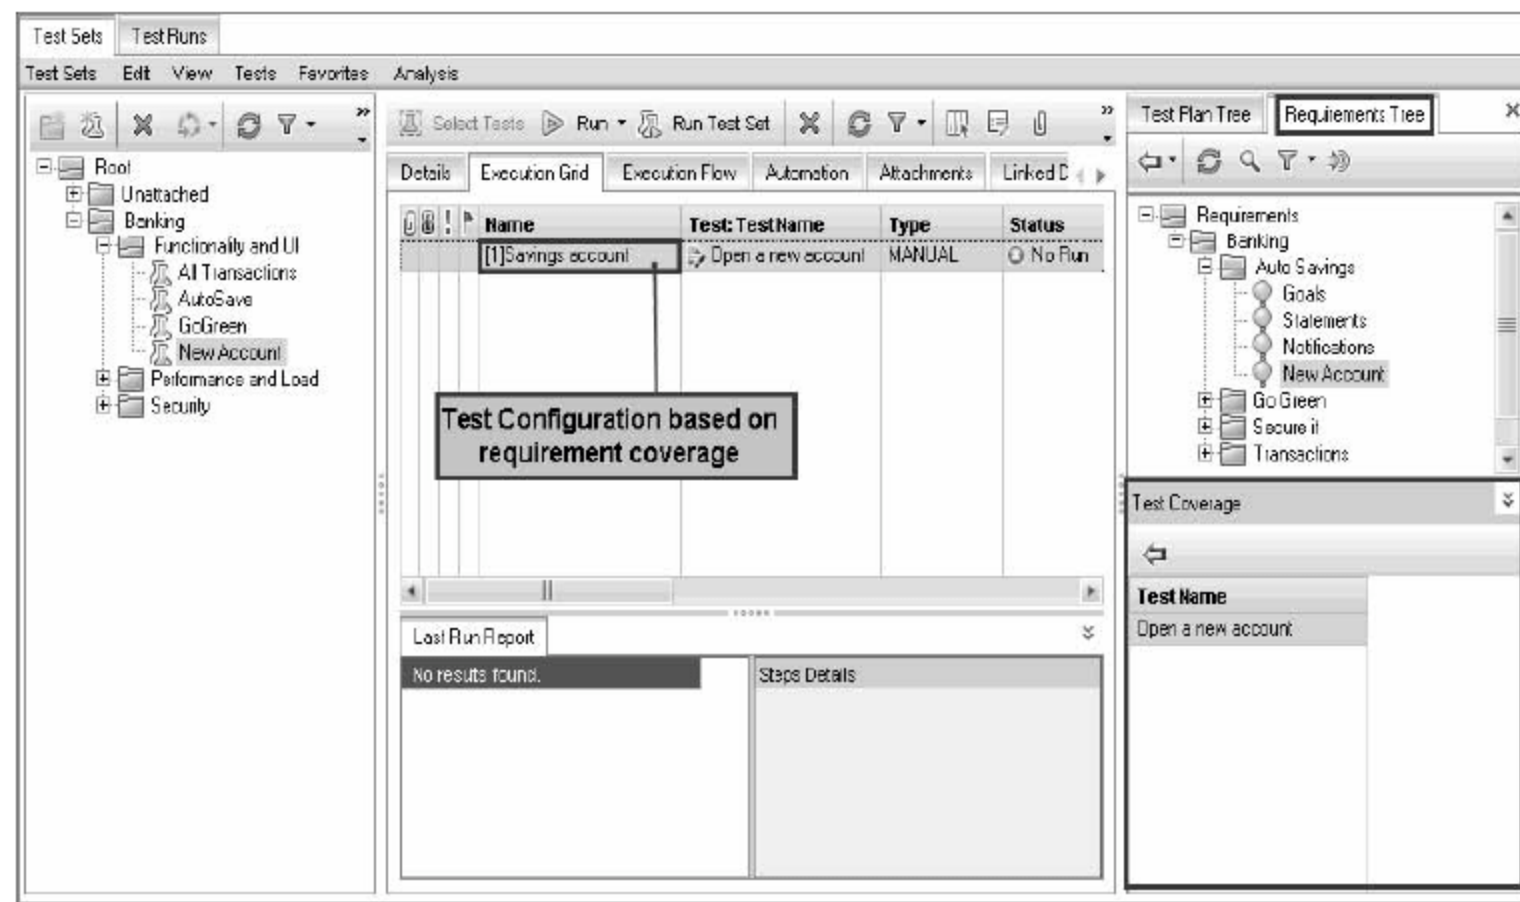 Test Sets Test Runs
Test Sets Edit View Tests Favorites Analysis
Root
Unattached
Banking
Functionality and UI
All Transactions
AutoSave
GoGreen
New Account
Performance and Load
Security
Select Tests Run Run Test Set
Details Execution Grid Execution Flow Automation Attachments Linked D
Name Test: Test Name Type Status
[1]Savings account Open a new account MANUAL No Run
Test Configuration based on
requirement coverage
Last Run Report
No results found. Steps Details
Test Plan Tree Requirements Tree
Requirements
Banking
Auto Savings
Goals
Statements
Notifications
New Account
Go Green
Secure it
Transactions
Test Coverage
Test Name
Open a new account